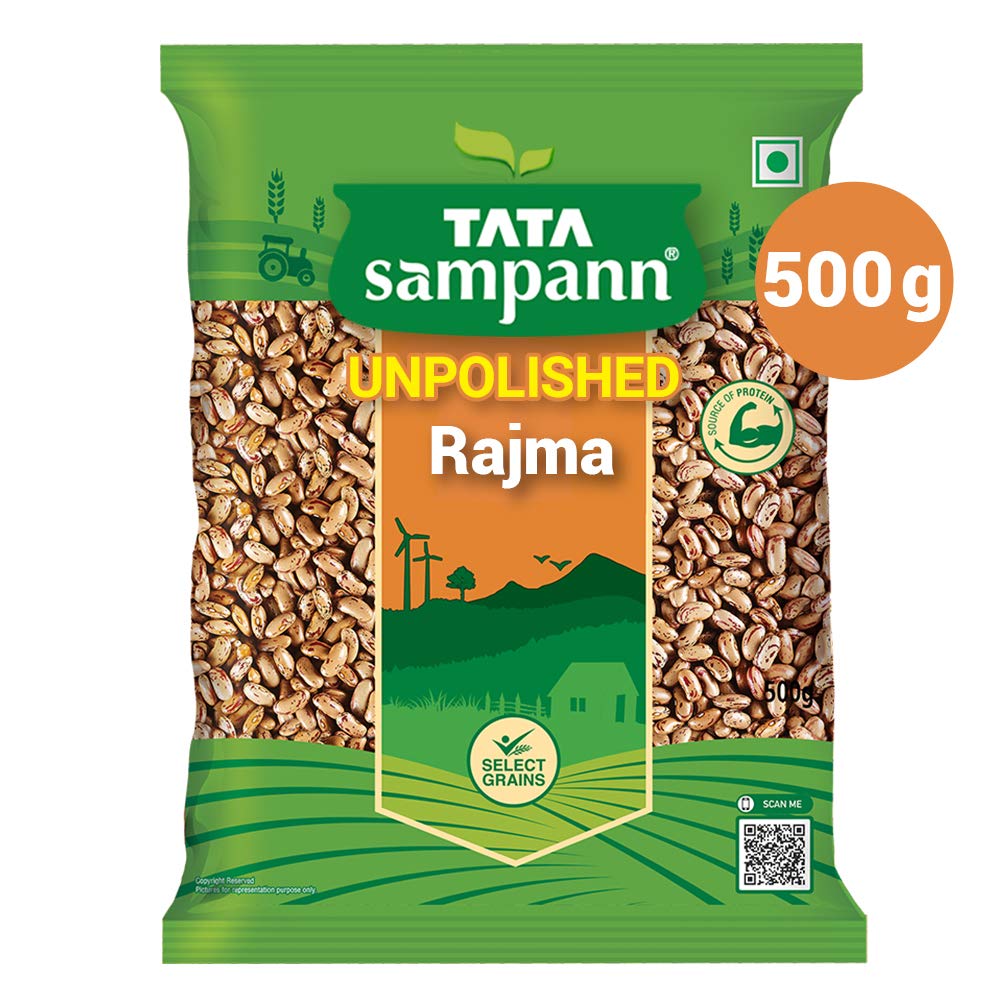 TATA
sampann®
500 g
UNPOLISHED
Rajma
SOURCE OF PROTEIN
500g
SELECT
GRAINS
SCAN ME
Copyright Reserved
Pictures for representation purpose only.